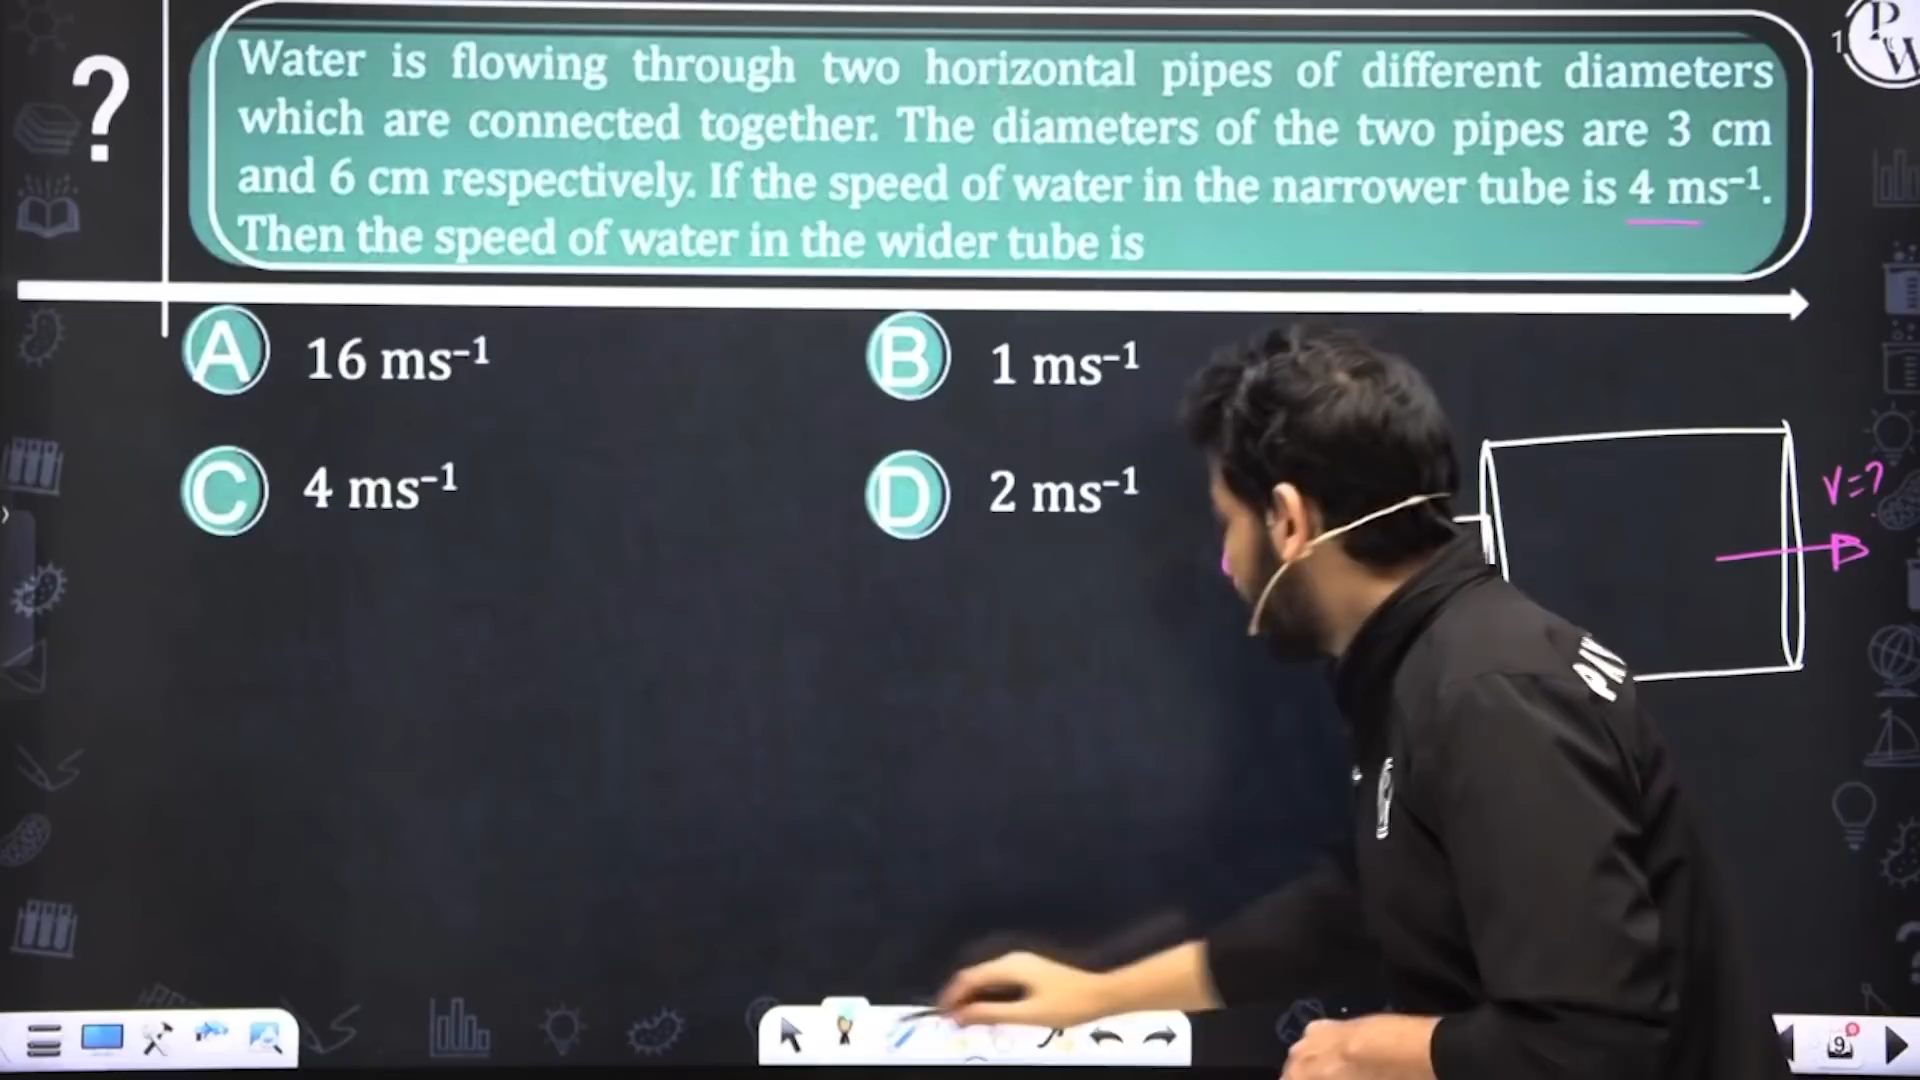 ?
Water is flowing through two horizontal pipes of different diameters
which are connected together. The diameters of the two pipes are 3 cm
and 6 cm respectively. If the speed of water in the narrower tube is 4 ms⁻¹.
Then the speed of water in the wider tube is
A 16 ms⁻¹
B 1 ms⁻¹
C 4 ms⁻¹
D 2 ms⁻¹
V=?
PW
9